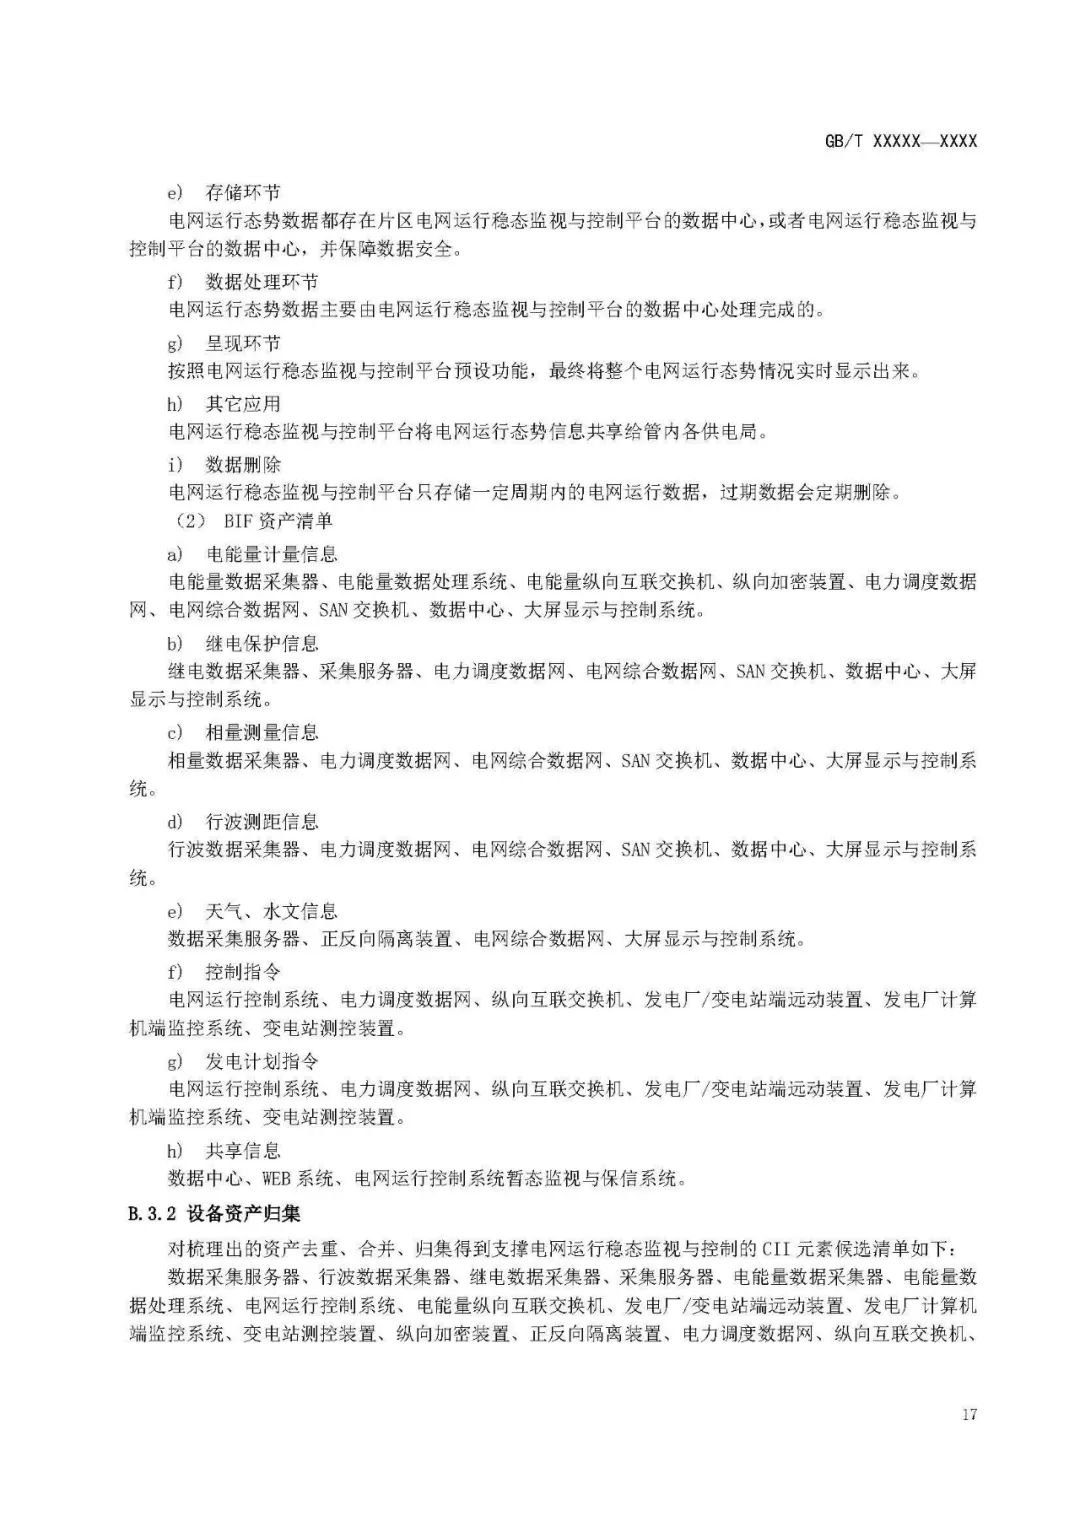 GB/T XXXXX—XXXX
e) 存储环节
电网运行态势数据都存在片区电网运行稳态监视与控制平台的数据中心,或者电网运行稳态监视与
控制平台的数据中心，并保障数据安全。
f) 数据处理环节
电网运行态势数据主要由电网运行稳态监视与控制平台的数据中心处理完成的。
g) 呈现环节
按照电网运行稳态监视与控制平台预设功能，最终将整个电网运行态势情况实时显示出来。
h) 其它应用
电网运行稳态监视与控制平台将电网运行态势信息共享给管内各供电局。
i) 数据删除
电网运行稳态监视与控制平台只存储一定周期内的电网运行数据，过期数据会定期删除。
（2） BIF 资产清单
a) 电能量计量信息
电能量数据采集器、电能量数据处理系统、电能量纵向互联交换机、纵向加密装置、电力调度数据
网、电网综合数据网、SAN 交换机、数据中心、大屏显示与控制系统。
b) 继电保护信息
继电数据采集器、采集服务器、电力调度数据网、电网综合数据网、SAN 交换机、数据中心、大屏
显示与控制系统。
c) 相量测量信息
相量数据采集器、电力调度数据网、电网综合数据网、SAN 交换机、数据中心、大屏显示与控制系
统。
d) 行波测距信息
行波数据采集器、电力调度数据网、电网综合数据网、SAN 交换机、数据中心、大屏显示与控制系
统。
e) 天气、水文信息
数据采集服务器、正反向隔离装置、电网综合数据网、大屏显示与控制系统。
f) 控制指令
电网运行控制系统、电力调度数据网、纵向互联交换机、发电厂/变电站端远动装置、发电厂计算
机端监控系统、变电站测控装置。
g) 发电计划指令
电网运行控制系统、电力调度数据网、纵向互联交换机、发电厂/变电站端远动装置、发电厂计算
机端监控系统、变电站测控装置。
h) 共享信息
数据中心、WEB 系统、电网运行控制系统暂态监视与保信系统。
B.3.2 设备资产归集
对梳理出的资产去重、合并、归集得到支撑电网运行稳态监视与控制的 CII 元素候选清单如下：
数据采集服务器、行波数据采集器、继电数据采集器、采集服务器、电能量数据采集器、电能量数
据处理系统、电网运行控制系统、电能量纵向互联交换机、发电厂/变电站端远动装置、发电厂计算机
端监控系统、变电站测控装置、纵向加密装置、正反向隔离装置、电力调度数据网、纵向互联交换机、
17